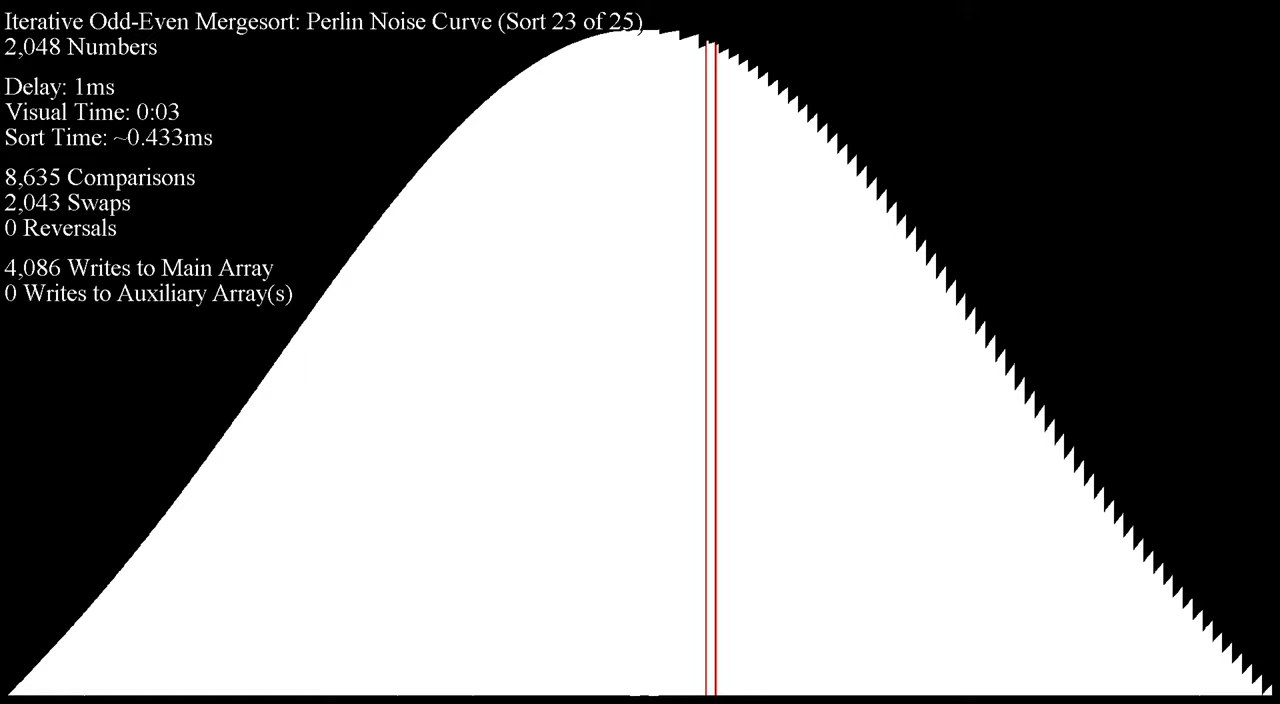 Iterative Odd-Even Mergesort: Perlin Noise Curve (Sort 23 of 25)
2,048 Numbers
Delay: 1ms
Visual Time: 0:03
Sort Time: ~0.433ms
8,635 Comparisons
2,043 Swaps
0 Reversals
4,086 Writes to Main Array
0 Writes to Auxiliary Array(s)